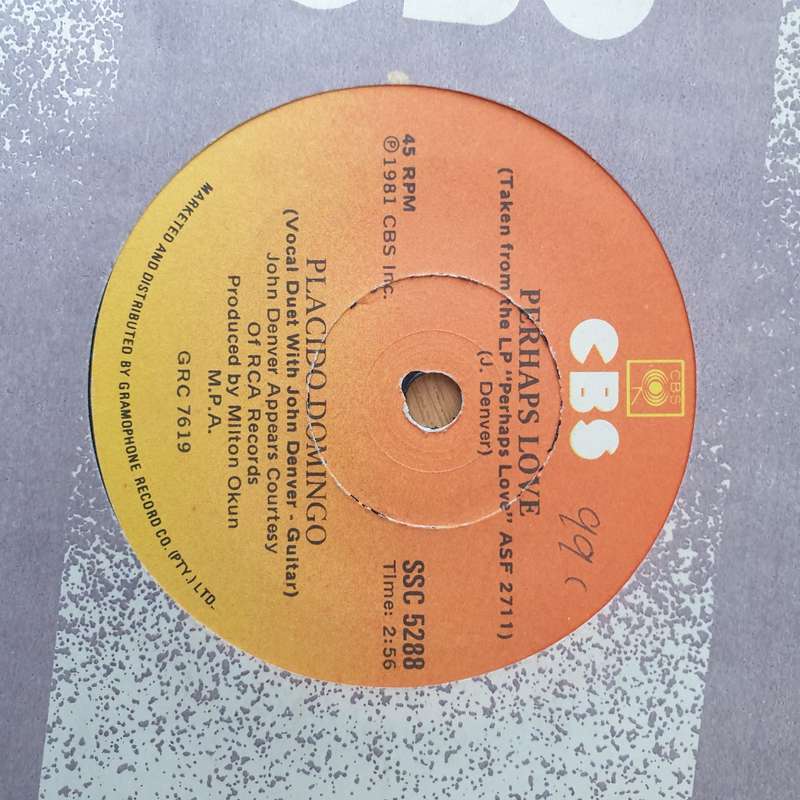 CBS
CBS
CBS
99c
PERHAPS LOVE
(Taken from the LP "Perhaps Love" ASF 2711)
(J. Denver)
45 RPM
℗1981 CBS Inc.
SSC 5288
Time: 2:56
PLACIDO DOMINGO
(Vocal Duet With John Denver - Guitar)
John Denver Appears Courtesy
Of RCA Records
Produced by Milton Okun
M.P.A.
GRC 7619
MARKETED AND DISTRIBUTED BY GRAMOPHONE RECORD CO. (PTY.) LTD.